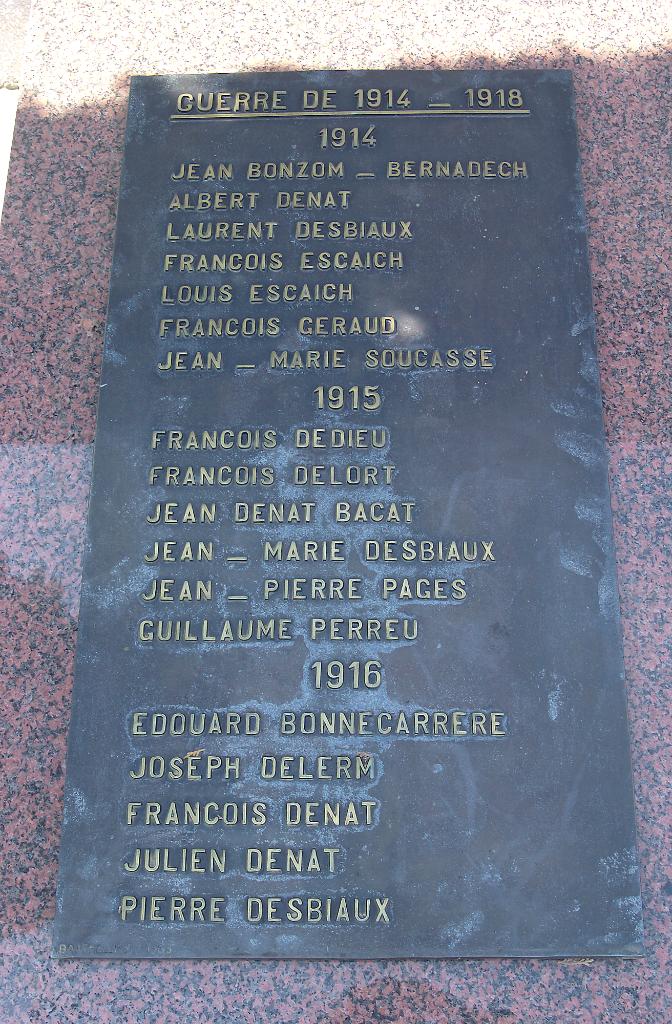 GUERRE DE 1914 _ 1918
1914
JEAN BONZOM _ BERNADECH
ALBERT DENAT
LAURENT DESBIAUX
FRANCOIS ESCAICH
LOUIS ESCAICH
FRANCOIS GERAUD
JEAN _ MARIE SOUCASSE
1915
FRANCOIS DEDIEU
FRANCOIS DELORT
JEAN DENAT BACAT
JEAN _ MARIE DESBIAUX
JEAN _ PIERRE PAGES
GUILLAUME PERREU
1916
EDOUARD BONNECARRERE
JOSEPH DELERM
FRANCOIS DENAT
JULIEN DENAT
PIERRE DESBIAUX